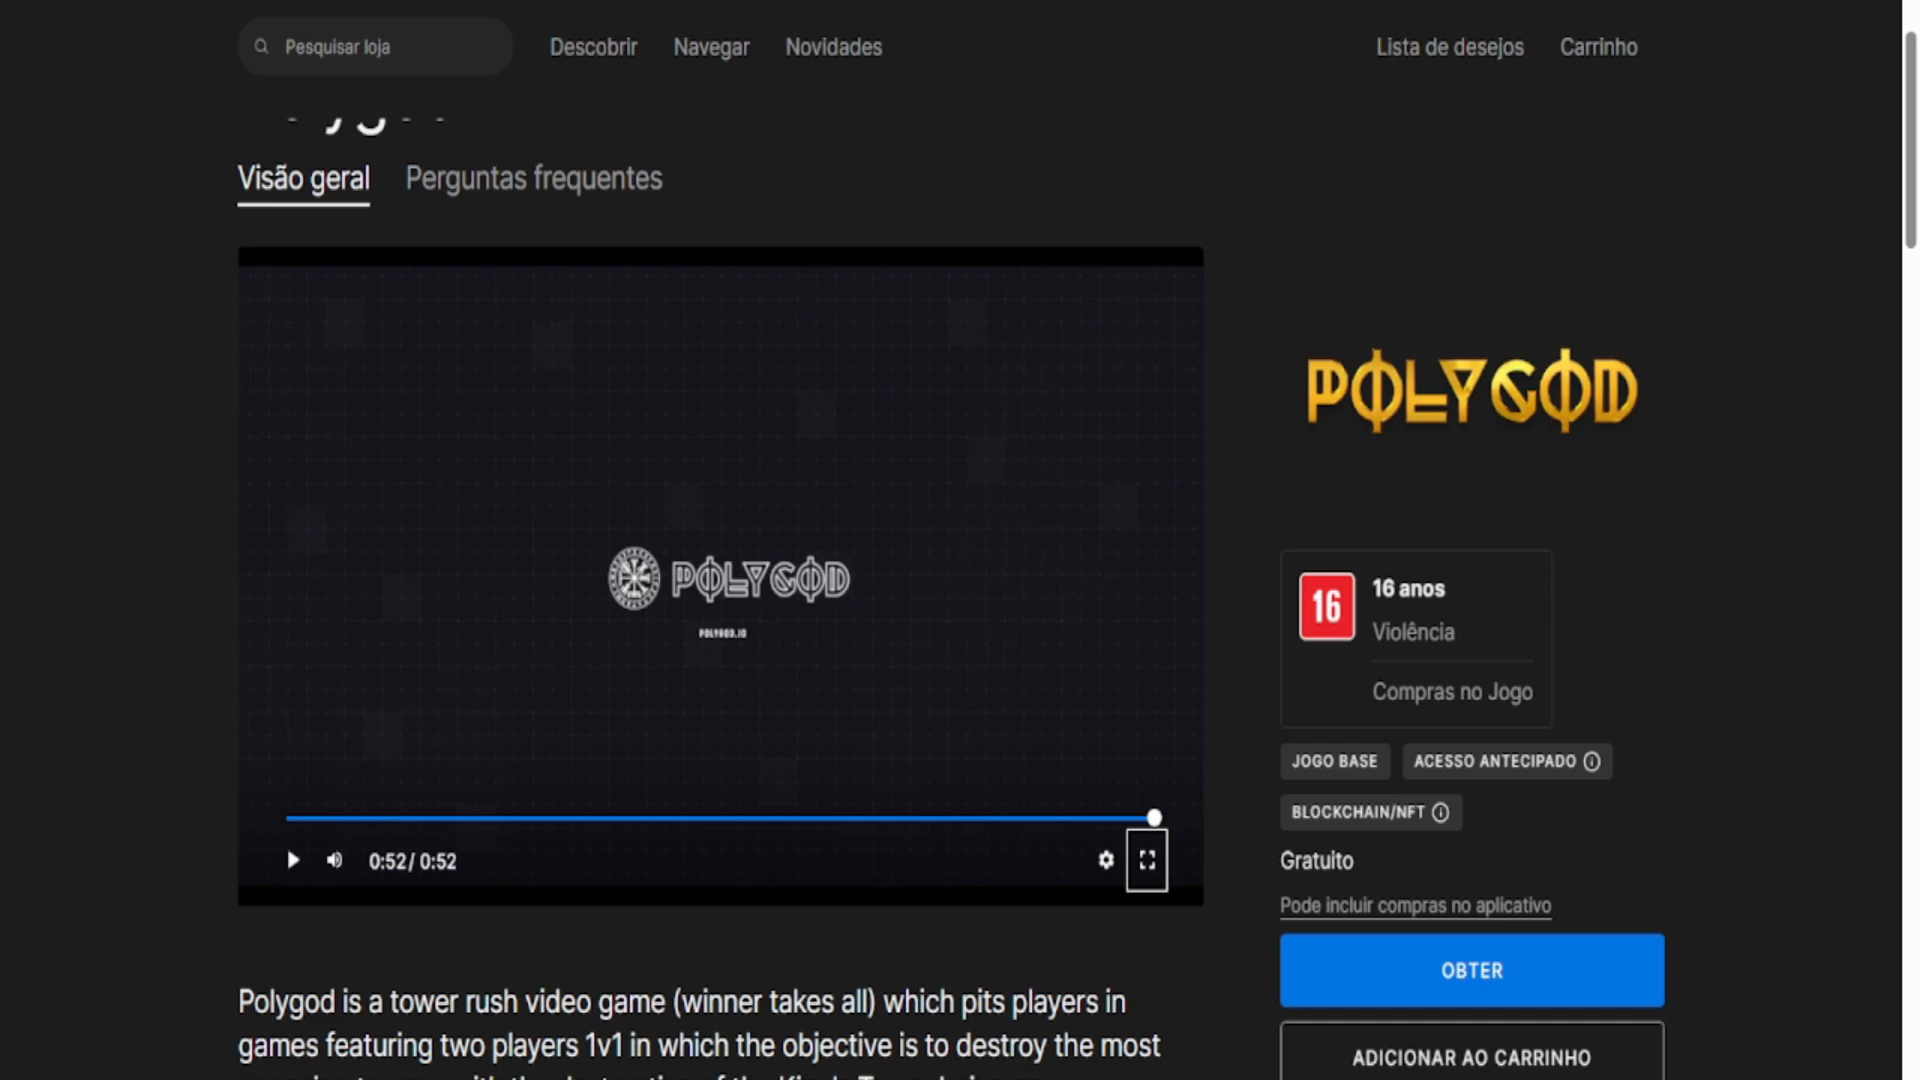 Pesquisar loja
Descobrir
Navegar
Novidades
Lista de desejos
Carrinho
Visão geral
Perguntas frequentes
POLYGOD
POLYGOD.IO
0:52/ 0:52
POLYGOD
16
16 anos
Violência
Compras no Jogo
JOGO BASE
ACESSO ANTECIPADO
BLOCKCHAIN/NFT
Gratuito
Pode incluir compras no aplicativo
OBTER
ADICIONAR AO CARRINHO
Polygod is a tower rush video game (winner takes all) which pits players in
games featuring two players 1v1 in which the objective is to destroy the most